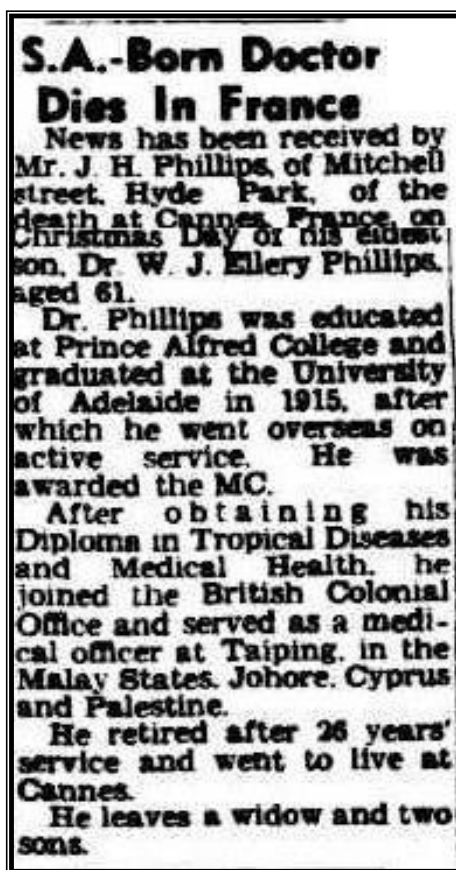 S.A.-Born Doctor
Dies In France
News has been received by
Mr. J. H. Phillips, of Mitchell
street, Hyde Park, of the
death at Cannes, France, on
Christmas Day of his eldest
son, Dr. W. J. Ellery Phillips,
aged 61.
Dr. Phillips was educated
at Prince Alfred College and
graduated at the University
of Adelaide in 1915, after
which he went overseas on
active service. He was
awarded the MC.
After obtaining his
Diploma in Tropical Diseases
and Medical Health, he
joined the British Colonial
Office and served as a medi-
cal officer at Taiping, in the
Malay States, Johore, Cyprus
and Palestine.
He retired after 26 years'
service and went to live at
Cannes.
He leaves a widow and two
sons.